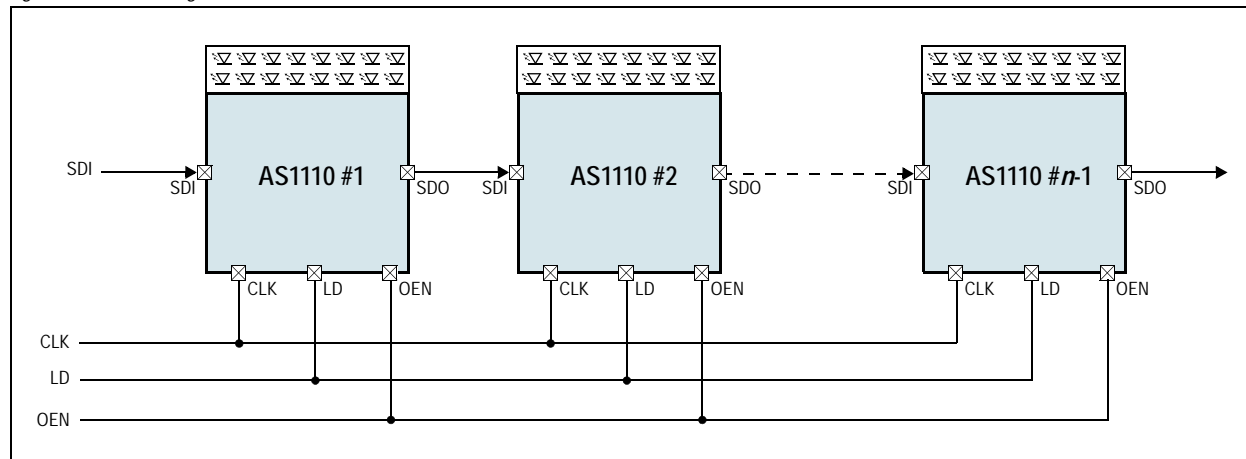 SDI
SDI
AS1110 #1
SDO
SDI
AS1110 #2
SDO
SDI
AS1110 #n-1
SDO
CLK
LD
OEN
CLK
LD
OEN
CLK
LD
OEN
CLK
LD
OEN